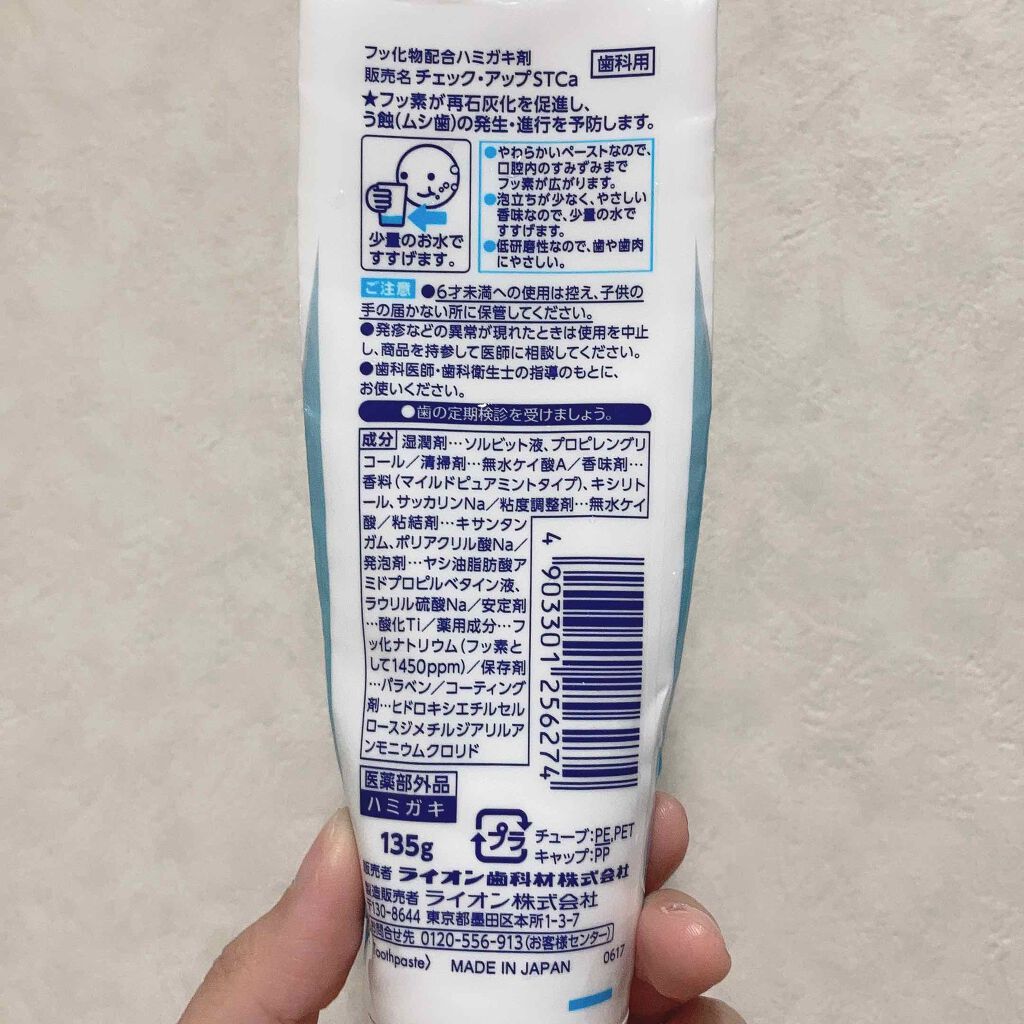 フッ化物配合ハミガキ剤
歯科用
販売名 チェック・アップSTCa
★フッ素が再石灰化を促進し、
う蝕(ムシ歯)の発生・進行を予防します。
少量のお水で
すすげます。
●やわらかいペーストなので、
口腔内のすみずみまで
フッ素が広がります。
●泡立ちが少なく、やさしい
香味なので、少量の水で
すすげます。
●低研磨性なので、歯や歯肉
にやさしい。
ご注意 ●6才未満への使用は控え、子供の
手の届かない所に保管してください。
●発疹などの異常が現れたときは使用を中止
し、商品を持参して医師に相談してください。
●歯科医師・歯科衛生士の指導のもとに、
お使いください。
●歯の定期検診を受けましょう。
成分 湿潤剤…ソルビット液、プロピレングリ
コール/清掃剤…無水ケイ酸A/香味剤…
香料(マイルドピュアミントタイプ)、キシリト
ール、サッカリンNa/粘度調整剤…無水ケイ
酸/粘結剤…キサンタン
ガム、ポリアクリル酸Na/
発泡剤…ヤシ油脂肪酸ア
ミドプロピルベタイン液、
ラウリル硫酸Na/安定剤
…酸化Ti/薬用成分…フ
ッ化ナトリウム(フッ素と
して1450ppm)/保存剤
…パラベン/コーティング
剤…ヒドロキシエチルセル
ロースジメチルジアリルア
ンモニウムクロリド
4 903301 256274
医薬部外品
ハミガキ
135g
プラ
チューブ:PE,PET
キャップ:PP
販売者 ライオン歯科材株式会社
製造販売者 ライオン株式会社
〒130-8644 東京都墨田区本所1-3-7
お問合せ先 0120-556-913(お客様センター)
toothpaste〉 MADE IN JAPAN 0617